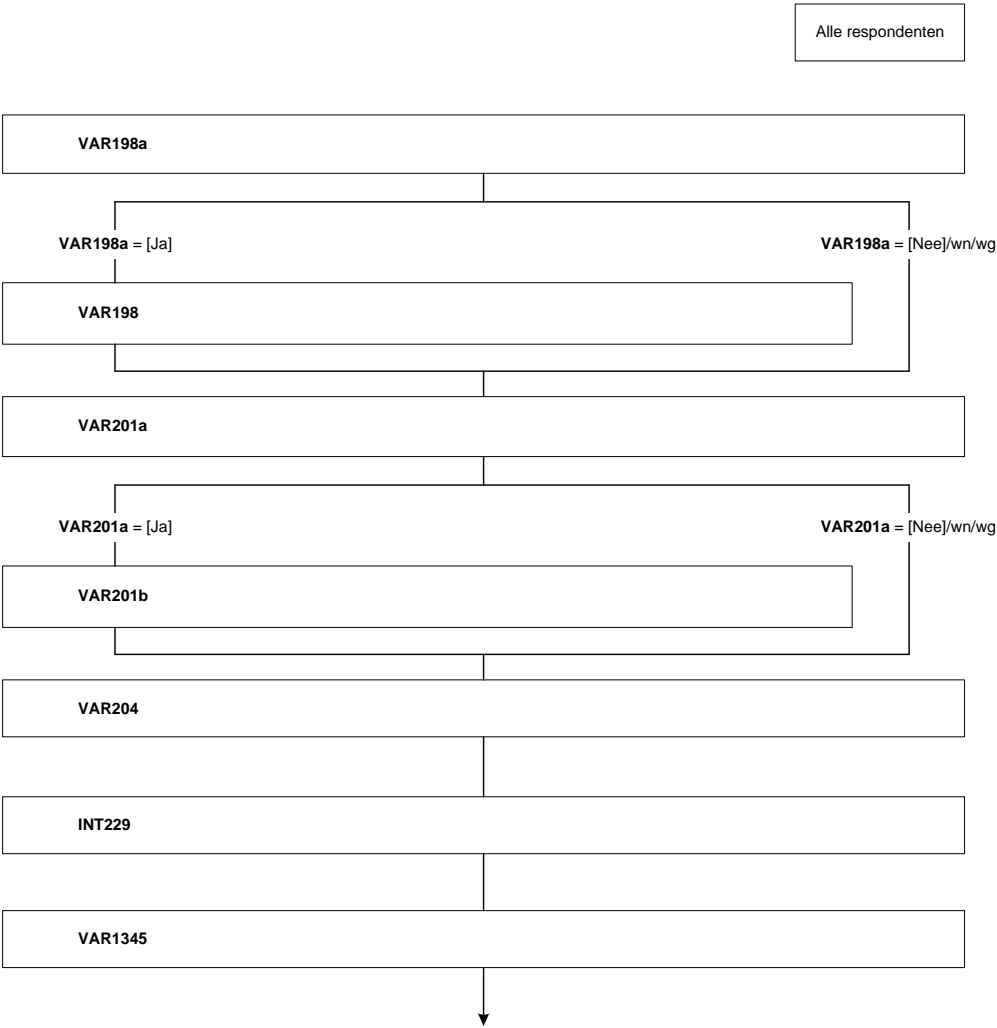 Alle respondenten
VAR198a
VAR198a = [Ja]
VAR198a = [Nee]/wn/wg
VAR198
VAR201a
VAR201a = [Ja]
VAR201a = [Nee]/wn/wg
VAR201b
VAR204
INT229
VAR1345